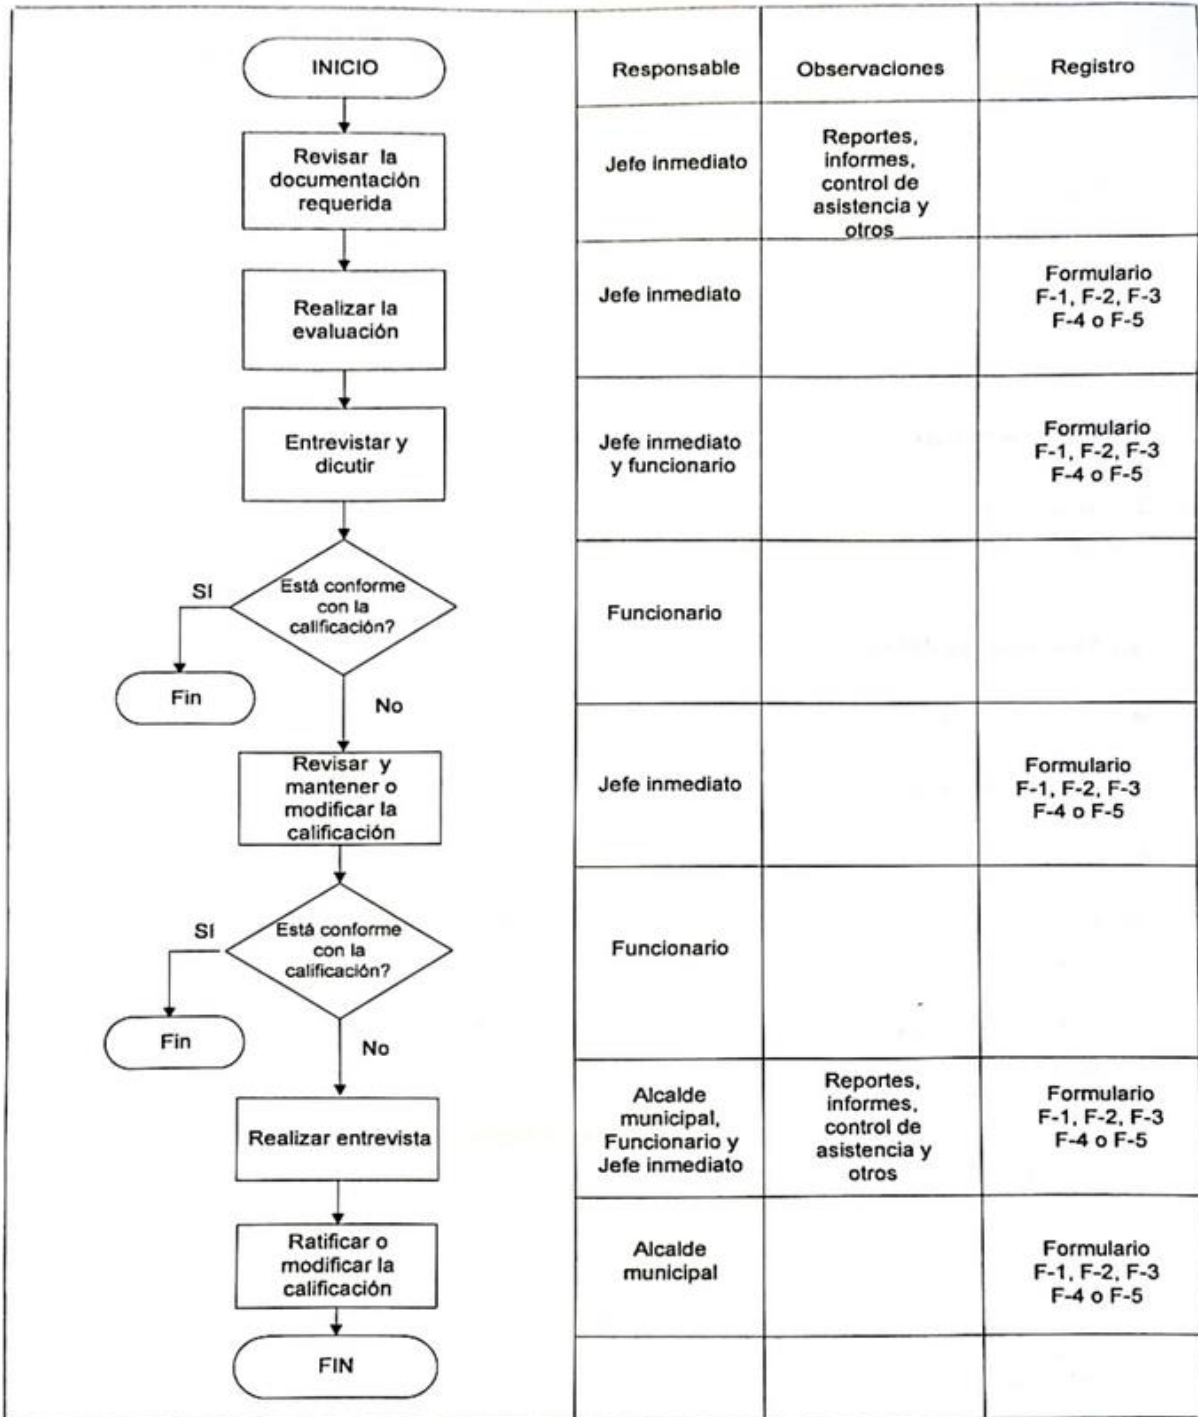 INICIO
Responsable
Observaciones
Registro
Revisar la
documentación
requerida
Jefe inmediato
Reportes,
informes,
control de
asistencia y
otros
Realizar la
evaluación
Jefe inmediato
Formulario
F-1, F-2, F-3
F-4 o F-5
Entrevistar y
dicutir
Jefe inmediato
y funcionario
Formulario
F-1, F-2, F-3
F-4 o F-5
Está conforme
con la
calificación?
SÍ
Fin
No
Funcionario
Revisar y
mantener o
modificar la
calificación
Jefe inmediato
Formulario
F-1, F-2, F-3
F-4 o F-5
Está conforme
con la
calificación?
SÍ
Fin
No
Funcionario
Realizar entrevista
Alcalde
municipal,
Funcionario y
Jefe inmediato
Reportes,
informes,
control de
asistencia y
otros
Formulario
F-1, F-2, F-3
F-4 o F-5
Ratificar o
modificar la
calificación
Alcalde
municipal
Formulario
F-1, F-2, F-3
F-4 o F-5
FIN